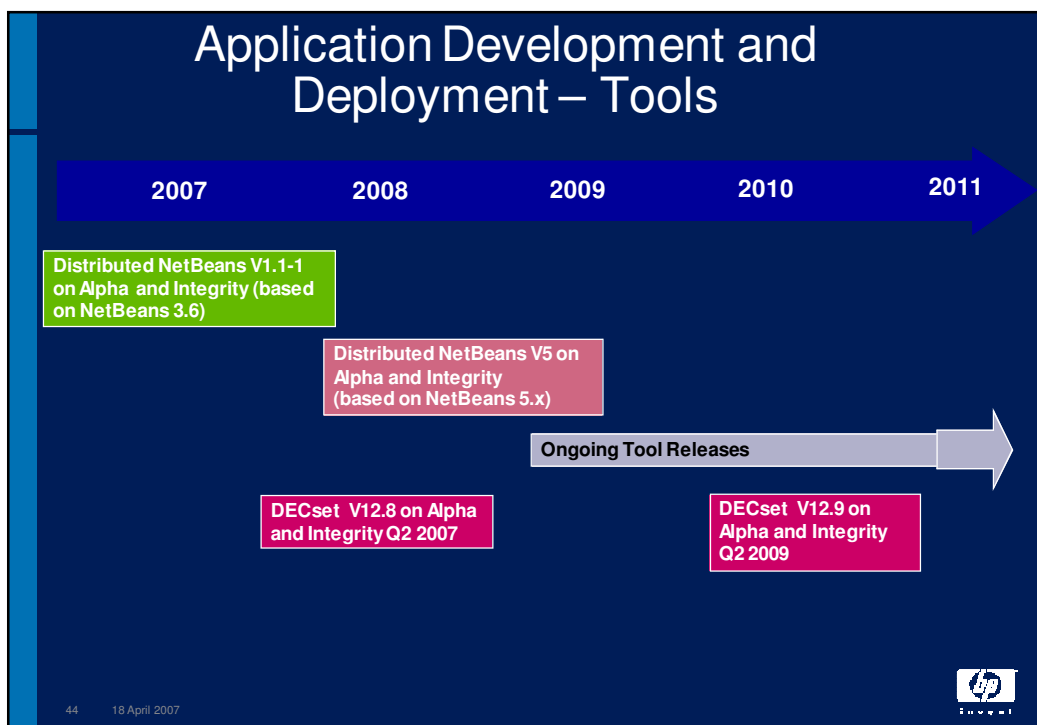 Application Development and
Deployment – Tools
2007 2008 2009 2010 2011
Distributed NetBeans V1.1-1
on Alpha and Integrity (based
on NetBeans 3.6)
Distributed NetBeans V5 on
Alpha and Integrity
(based on NetBeans 5.x)
Ongoing Tool Releases
DECset V12.8 on Alpha
and Integrity Q2 2007
DECset V12.9 on
Alpha and Integrity
Q2 2009
44 18 April 2007
hp
invent